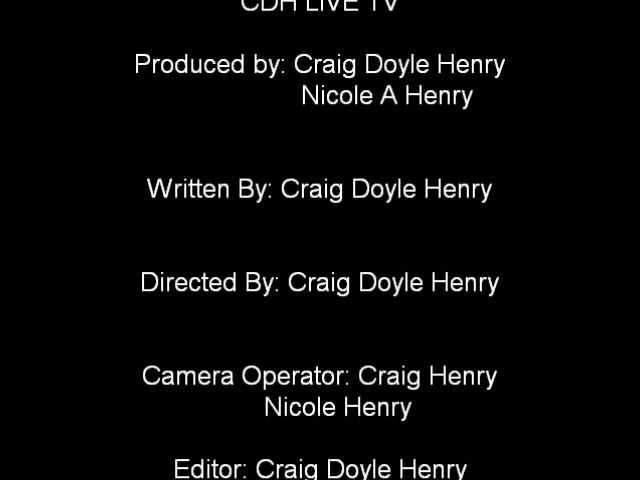 CDH LIVE TV
Produced by: Craig Doyle Henry
Nicole A Henry
Written By: Craig Doyle Henry
Directed By: Craig Doyle Henry
Camera Operator: Craig Henry
Nicole Henry
Editor: Craig Doyle Henry